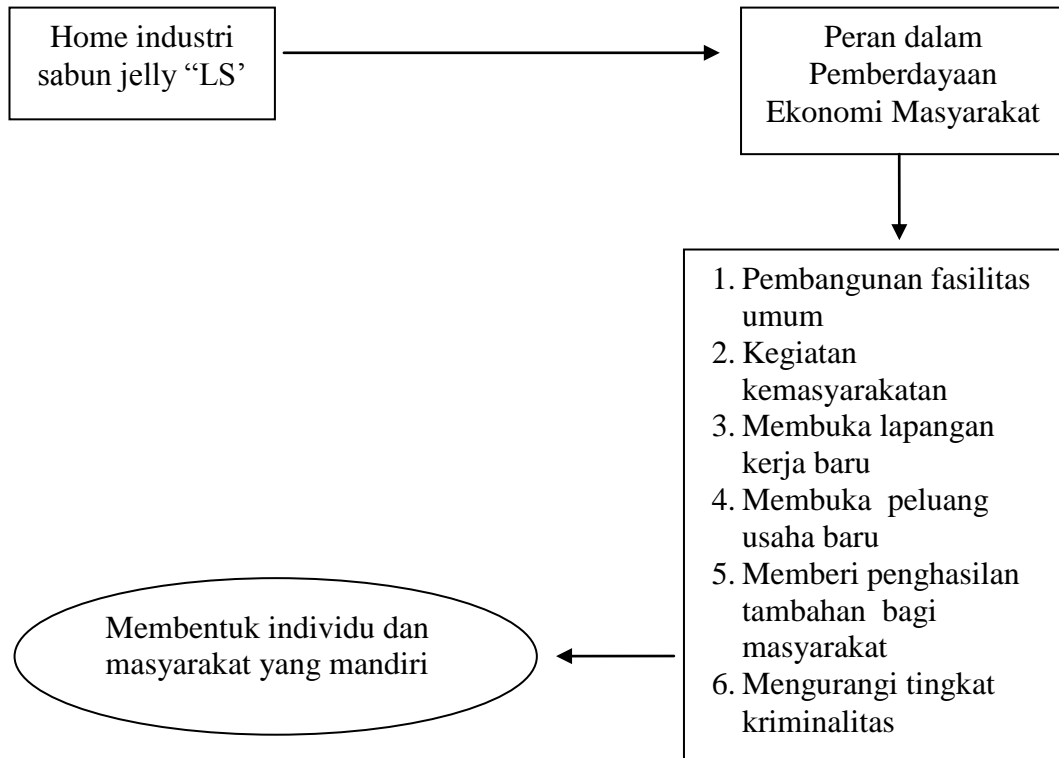 Home industri
sabun jelly “LS’
Peran dalam
Pemberdayaan
Ekonomi Masyarakat
1. Pembangunan fasilitas
umum
2. Kegiatan
kemasyarakatan
3. Membuka lapangan
kerja baru
4. Membuka peluang
usaha baru
5. Memberi penghasilan
tambahan bagi
masyarakat
6. Mengurangi tingkat
kriminalitas
Membentuk individu dan
masyarakat yang mandiri